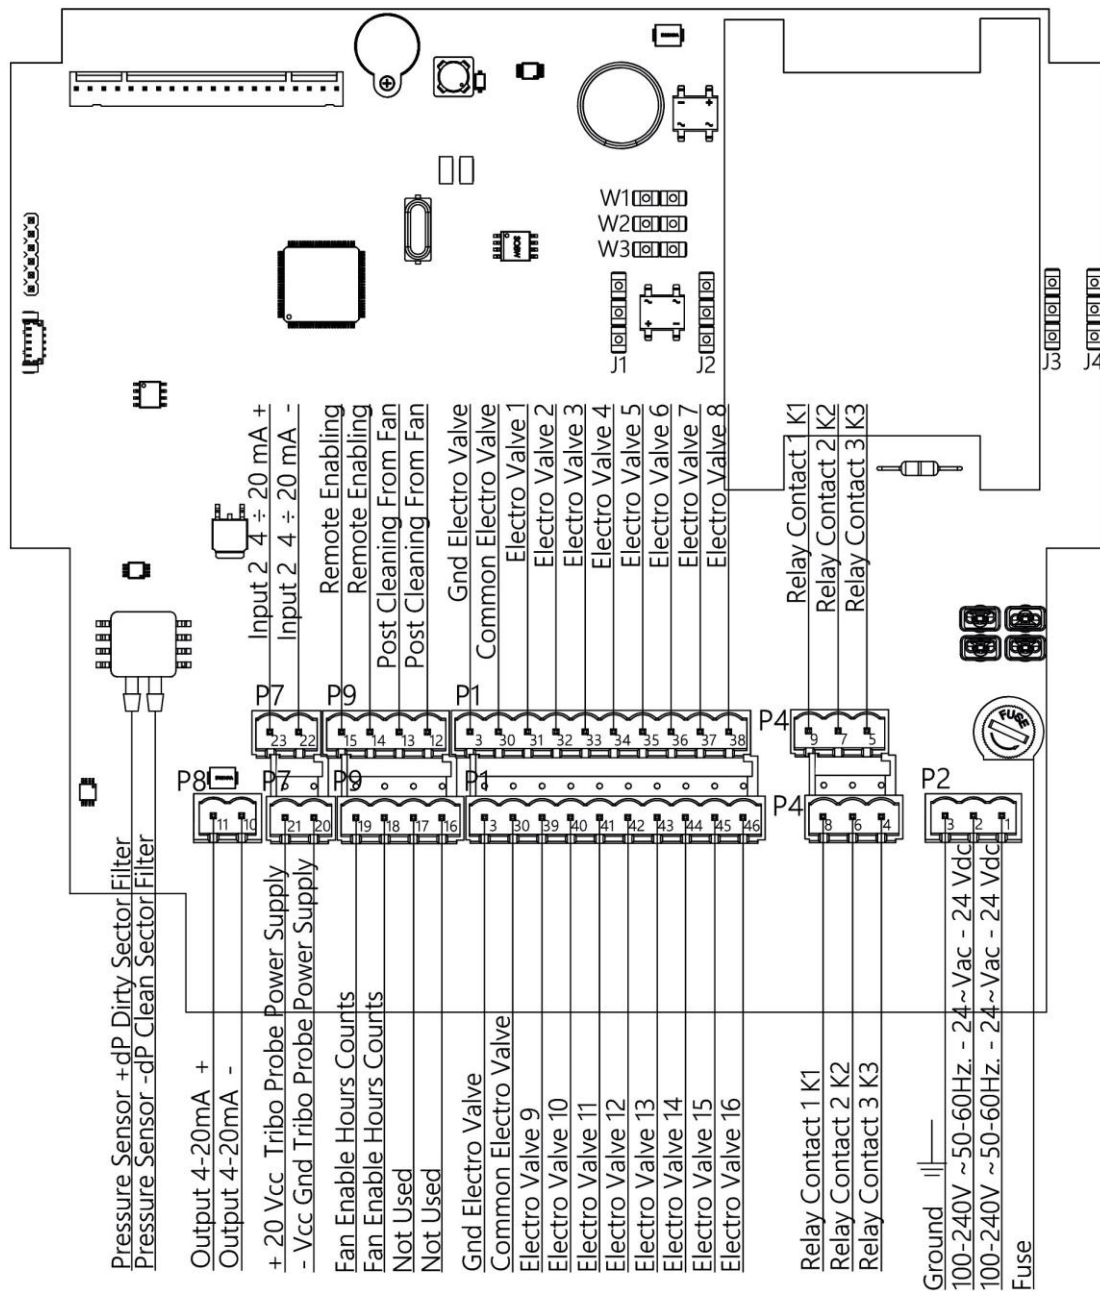 W1
W2
W3
J1
J2
J3
J4
- +
~ ~
~ ~
+ -
Input 2 4 ÷ 20 mA +
Input 2 4 ÷ 20 mA -
Remote Enabling
Remote Enabling
Post Cleaning From Fan
Post Cleaning From Fan
Gnd Electro Valve
Common Electro Valve
Electro Valve 1
Electro Valve 2
Electro Valve 3
Electro Valve 4
Electro Valve 5
Electro Valve 6
Electro Valve 7
Electro Valve 8
Relay Contact 1 K1
Relay Contact 2 K2
Relay Contact 3 K3
FUSE
P7
23 22
P9
15 14 13 12
P1
3 30 31 32 33 34 35 36 37 38
P4
9 7 5
P8
11 10
P7
21 20
P9
19 18 17 16
P1
3 30 39 40 41 42 43 44 45 46
P4
8 6 4
P2
3 2 1
Pressure Sensor +dP Dirty Sector Filter
Pressure Sensor -dP Clean Sector Filter
Output 4-20mA +
Output 4-20mA -
+ 20 Vcc Tribo Probe Power Supply
- Vcc Gnd Tribo Probe Power Supply
Fan Enable Hours Counts
Fan Enable Hours Counts
Not Used
Not Used
Gnd Electro Valve
Common Electro Valve
Electro Valve 9
Electro Valve 10
Electro Valve 11
Electro Valve 12
Electro Valve 13
Electro Valve 14
Electro Valve 15
Electro Valve 16
Relay Contact 1 K1
Relay Contact 2 K2
Relay Contact 3 K3
Ground
100-240V ~50-60Hz. - 24~Vac - 24 Vdc
100-240V ~50-60Hz. - 24~Vac - 24 Vdc
Fuse